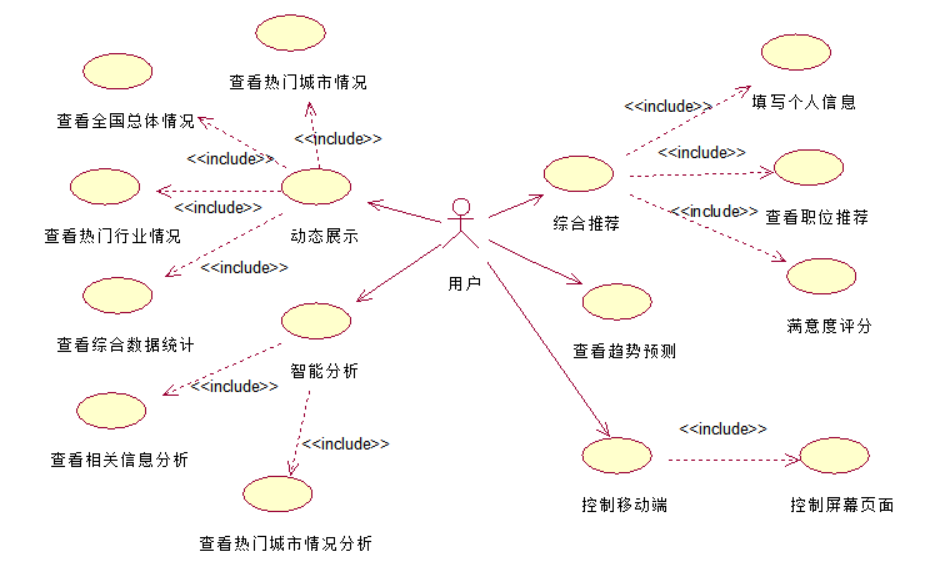 查看热门城市情况
查看全国总体情况
<<include>>
<<include>>
填写个人信息
<<include>>
<<include>>
查看职位推荐
<<include>>
查看热门行业情况
<<include>>
动态展示
综合推荐
<<include>>
用户
满意度评分
查看综合数据统计
查看趋势预测
智能分析
<<include>>
查看相关信息分析
<<include>>
<<include>>
控制移动端
控制屏幕页面
查看热门城市情况分析